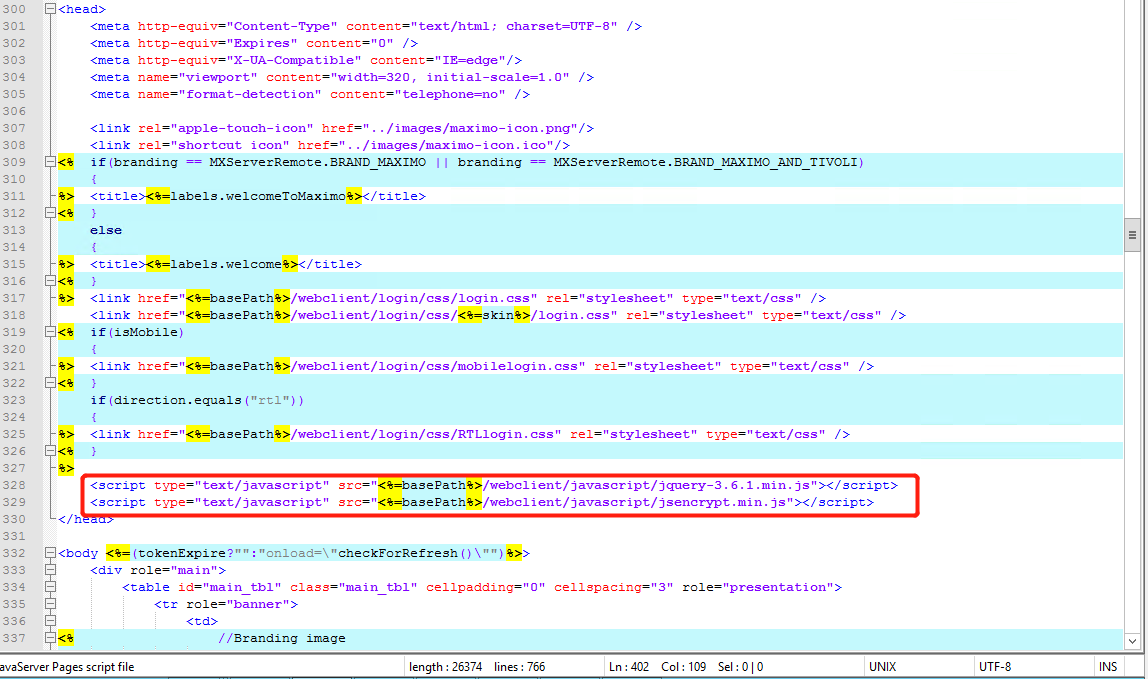 300 <head>
301 <meta http-equiv="Content-Type" content="text/html; charset=UTF-8" />
302 <meta http-equiv="Expires" content="0" />
303 <meta http-equiv="X-UA-Compatible" content="IE=edge"/>
304 <meta name="viewport" content="width=320, initial-scale=1.0" />
305 <meta name="format-detection" content="telephone=no" />
306
307 <link rel="apple-touch-icon" href="../images/maximo-icon.png"/>
308 <link rel="shortcut icon" href="../images/maximo-icon.ico"/>
309 <% if(branding == MXServerRemote.BRAND_MAXIMO || branding == MXServerRemote.BRAND_MAXIMO_AND_TIVOLI)
310 {
311 %> <title><%=labels.welcomeToMaximo%></title>
312 <% }
313 else
314 {
315 %> <title><%=labels.welcome%></title>
316 <% }
317 %> <link href="<%=basePath%>/webclient/login/css/login.css" rel="stylesheet" type="text/css" />
318 <link href="<%=basePath%>/webclient/login/css/<%=skin%>/login.css" rel="stylesheet" type="text/css" />
319 <% if(isMobile)
320 {
321 %> <link href="<%=basePath%>/webclient/login/css/mobilelogin.css" rel="stylesheet" type="text/css" />
322 <% }
323 if(direction.equals("rtl"))
324 {
325 %> <link href="<%=basePath%>/webclient/login/css/RTLlogin.css" rel="stylesheet" type="text/css" />
326 <% }
327 %>
328 <script type="text/javascript" src="<%=basePath%>/webclient/javascript/jquery-3.6.1.min.js"></script>
329 <script type="text/javascript" src="<%=basePath%>/webclient/javascript/jsencrypt.min.js"></script>
330 </head>
331
332 <body <%=(tokenExpire?"":"onload=\"checkForRefresh()\"")%>>
333 <div role="main">
334 <table id="main_tbl" class="main_tbl" cellpadding="0" cellspacing="3" role="presentation">
335 <tr role="banner">
336 <td>
337 <% //Branding image
avaServer Pages script file length : 26374 lines : 766 Ln : 402 Col : 109 Sel : 0 | 0 UNIX UTF-8 INS